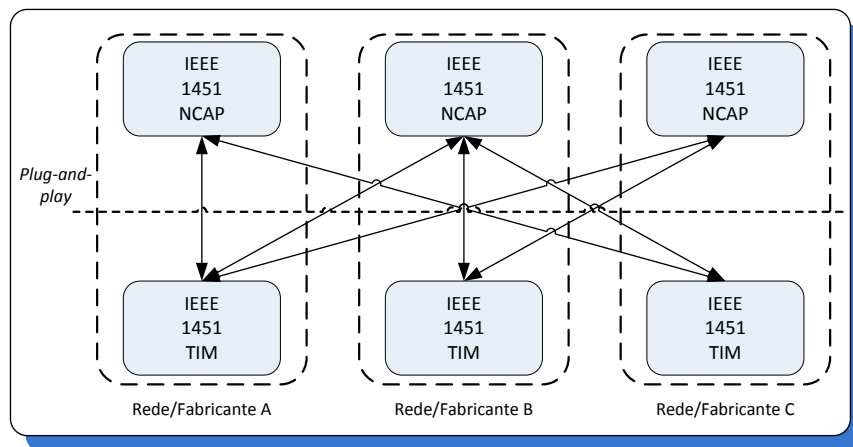 IEEE
1451
NCAP
IEEE
1451
NCAP
IEEE
1451
NCAP
Plug-and-
play
IEEE
1451
TIM
IEEE
1451
TIM
IEEE
1451
TIM
Rede/Fabricante A
Rede/Fabricante B
Rede/Fabricante C